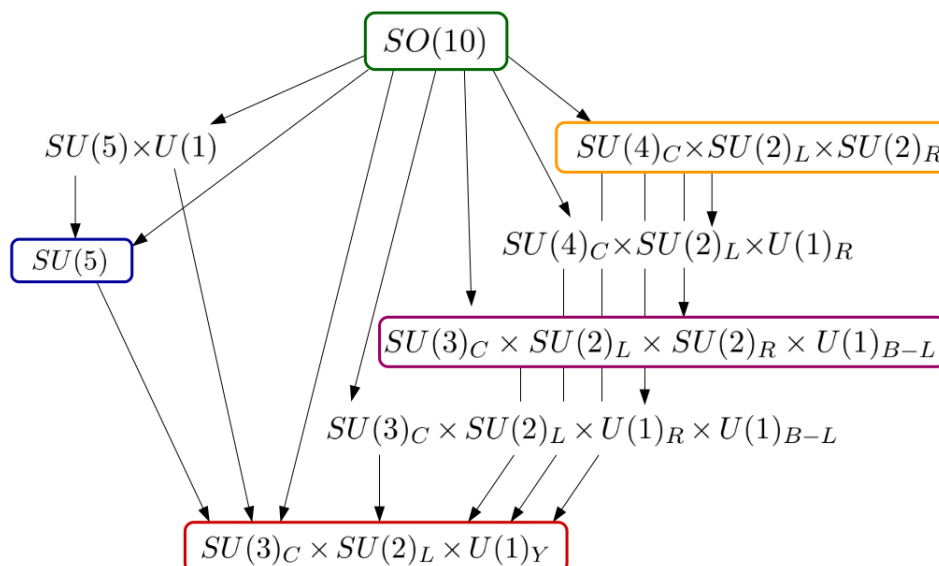 SO(10)
SU(5)×U(1)
SU(4)_C×SU(2)_L×SU(2)_R
SU(5)
SU(4)_C×SU(2)_L×U(1)_R
SU(3)_C × SU(2)_L × SU(2)_R × U(1)_{B−L}
SU(3)_C × SU(2)_L × U(1)_R × U(1)_{B−L}
SU(3)_C × SU(2)_L × U(1)_Y